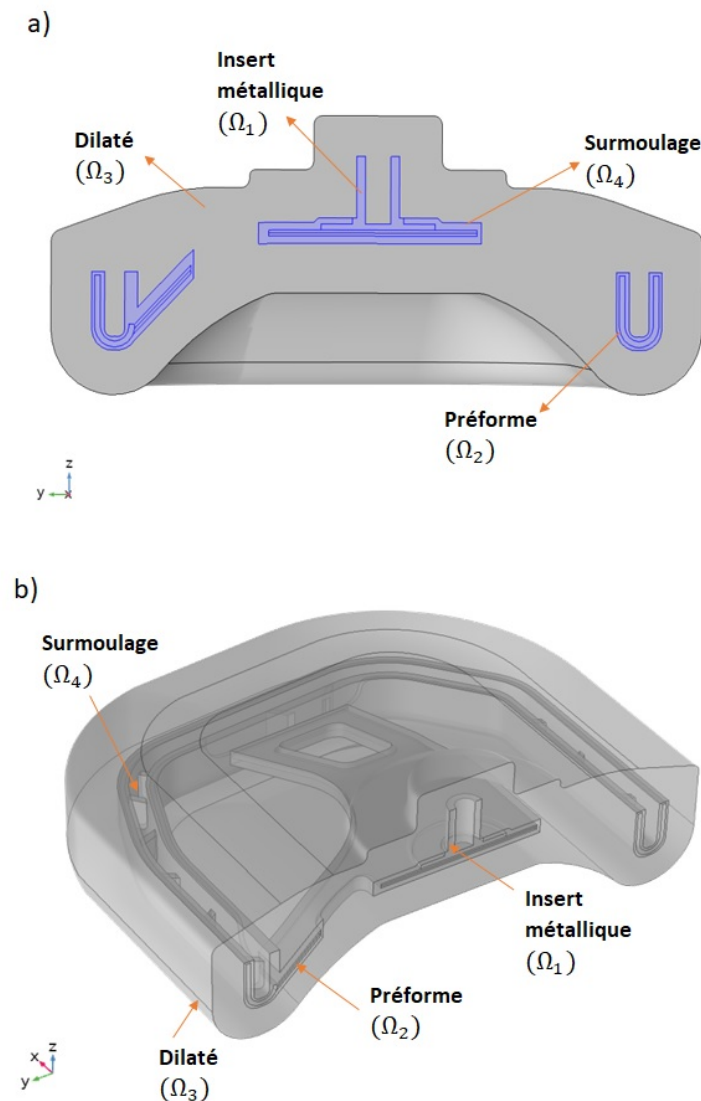 a)
Insert
métallique
(Ω₁)
Dilaté
(Ω₃)
Surmoulage
(Ω₄)
Préforme
(Ω₂)
z
y
x
b)
Surmoulage
(Ω₄)
Insert
métallique
(Ω₁)
Préforme
(Ω₂)
Dilaté
(Ω₃)
x
z
y